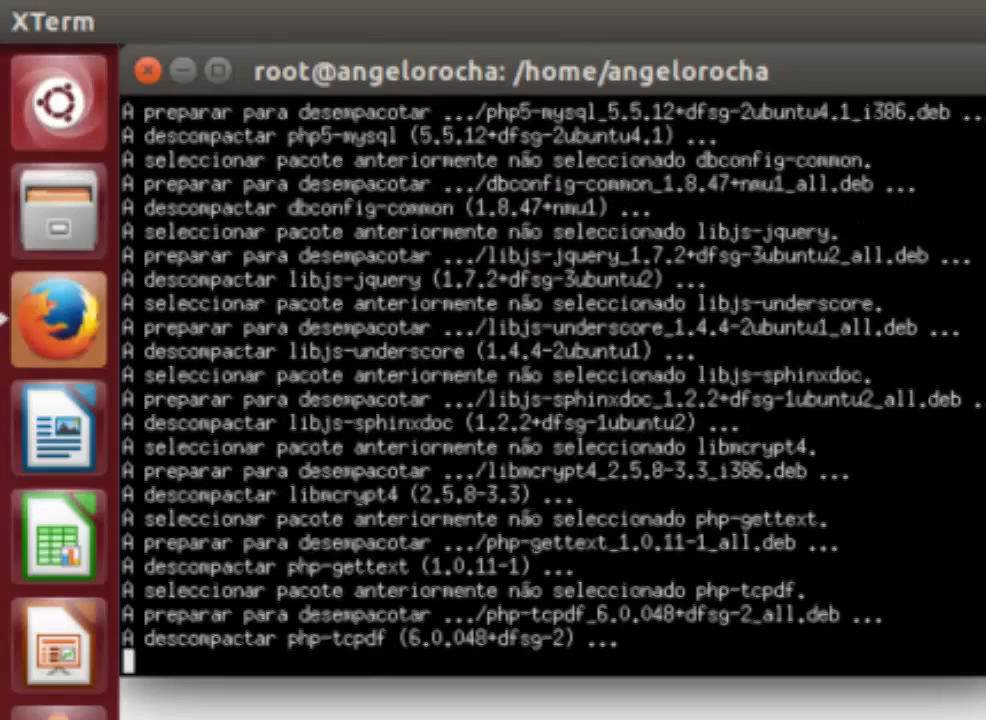 XTerm
root@angelorocha: /home/angelorocha
A preparar para desempacotar .../php5-mysql_5.5.12+dfsg-2ubuntu4.1_i386.deb ...
A descompactar php5-mysql (5.5.12+dfsg-2ubuntu4.1) ...
A seleccionar pacote anteriormente não seleccionado dbconfig-common.
A preparar para desempacotar .../dbconfig-common_1.8.47+nmu1_all.deb ...
A descompactar dbconfig-common (1.8.47+nmu1) ...
A seleccionar pacote anteriormente não seleccionado libjs-jquery.
A preparar para desempacotar .../libjs-jquery_1.7.2+dfsg-3ubuntu2_all.deb ...
A descompactar libjs-jquery (1.7.2+dfsg-3ubuntu2) ...
A seleccionar pacote anteriormente não seleccionado libjs-underscore.
A preparar para desempacotar .../libjs-underscore_1.4.4-2ubuntu1_all.deb ...
A descompactar libjs-underscore (1.4.4-2ubuntu1) ...
A seleccionar pacote anteriormente não seleccionado libjs-sphinxdoc.
A preparar para desempacotar .../libjs-sphinxdoc_1.2.2+dfsg-1ubuntu2_all.deb .
A descompactar libjs-sphinxdoc (1.2.2+dfsg-1ubuntu2) ...
A seleccionar pacote anteriormente não seleccionado libmcrypt4.
A preparar para desempacotar .../libmcrypt4_2.5.8-3.3_i386.deb ...
A descompactar libmcrypt4 (2.5.8-3.3) ...
A seleccionar pacote anteriormente não seleccionado php-gettext.
A preparar para desempacotar .../php-gettext_1.0.11-1_all.deb ...
A descompactar php-gettext (1.0.11-1) ...
A seleccionar pacote anteriormente não seleccionado php-tcpdf.
A preparar para desempacotar .../php-tcpdf_6.0.048+dfsg-2_all.deb ...
A descompactar php-tcpdf (6.0.048+dfsg-2) ...